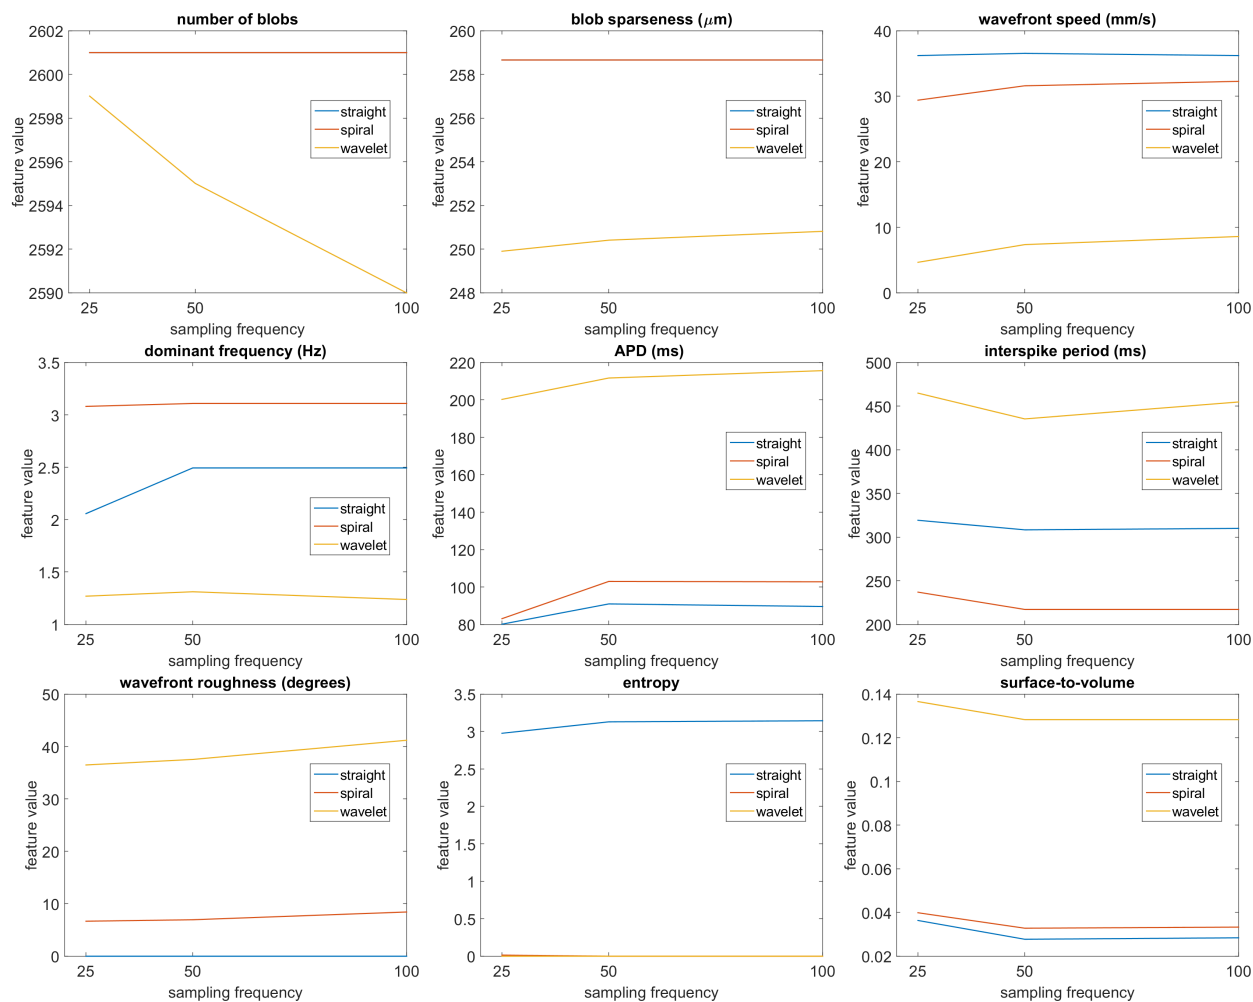 number of blobs
2602
2600
2598
2596
2594
2592
2590
feature value
straight
spiral
wavelet
25
50
100
sampling frequency
blob sparseness (μm)
260
258
256
254
252
250
248
feature value
straight
spiral
wavelet
25
50
100
sampling frequency
wavefront speed (mm/s)
40
30
20
10
0
feature value
straight
spiral
wavelet
25
50
100
sampling frequency
dominant frequency (Hz)
3.5
3
2.5
2
1.5
1
feature value
straight
spiral
wavelet
25
50
100
sampling frequency
APD (ms)
220
200
180
160
140
120
100
80
feature value
straight
spiral
wavelet
25
50
100
sampling frequency
interspike period (ms)
500
450
400
350
300
250
200
feature value
straight
spiral
wavelet
25
50
100
sampling frequency
wavefront roughness (degrees)
50
40
30
20
10
0
feature value
straight
spiral
wavelet
25
50
100
sampling frequency
entropy
3.5
3
2.5
2
1.5
1
0.5
0
feature value
straight
spiral
wavelet
25
50
100
sampling frequency
surface-to-volume
0.14
0.12
0.1
0.08
0.06
0.04
0.02
feature value
straight
spiral
wavelet
25
50
100
sampling frequency